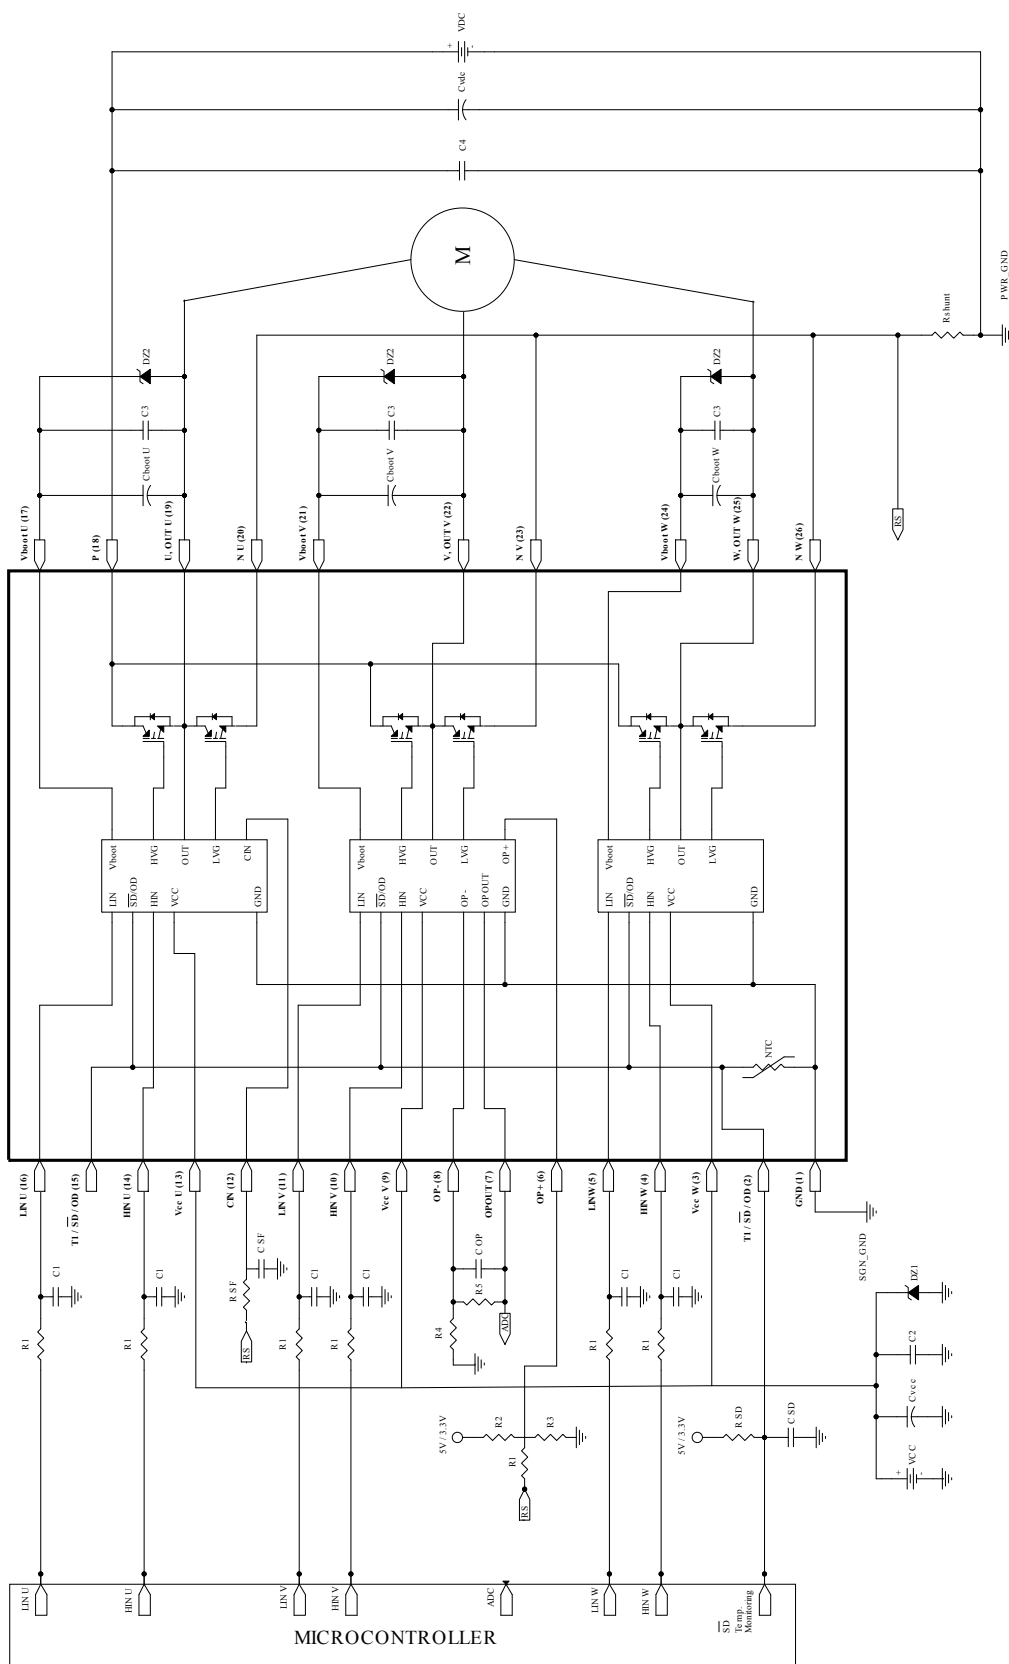 VDC
+
-
Cvdc
C4
M
PWR_GND
Rshunt
DZ2
DZ2
DZ2
C3
C3
C3
Cboot U
Cboot V
Cboot W
RS
Vboot U (17)
P (18)
U, OUT U (19)
N U (20)
Vboot V (21)
V, OUT V (22)
N V (23)
Vboot W (24)
W, OUT W (25)
N W (26)
Vboot
HVG
OUT
LVG
CIN
LIN
SD/OD
HIN
VCC
GND
Vboot
HVG
OUT
LVG
OP+
LIN
SD/OD
HIN
VCC
OP-
OPOUT
GND
Vboot
HVG
OUT
LVG
LIN
SD/OD
HIN
VCC
GND
NTC
LIN U (16)
T1 / SD / OD (15)
HIN U (14)
Vcc U (13)
CIN (12)
LIN V (11)
HIN V (10)
Vcc V (9)
OP- (8)
OPOUT (7)
OP+ (6)
LIN W (5)
HIN W (4)
Vcc W (3)
T1 / SD / OD (2)
GND (1)
SGN_GND
C1
C1
R SF
C SF
C1
C1
C OP
R5
C1
C1
DZ1
R1
R1
RS
R1
R1
R4
ADC
R1
R1
C2
5V / 3.3V
R2
R3
R1
RS
5V / 3.3V
R SD
C SD
Cvcc
VCC
+
-
LIN U
HIN U
LIN V
HIN V
ADC
LIN W
HIN W
SD
Temp.
Monitoring
MICROCONTROLLER